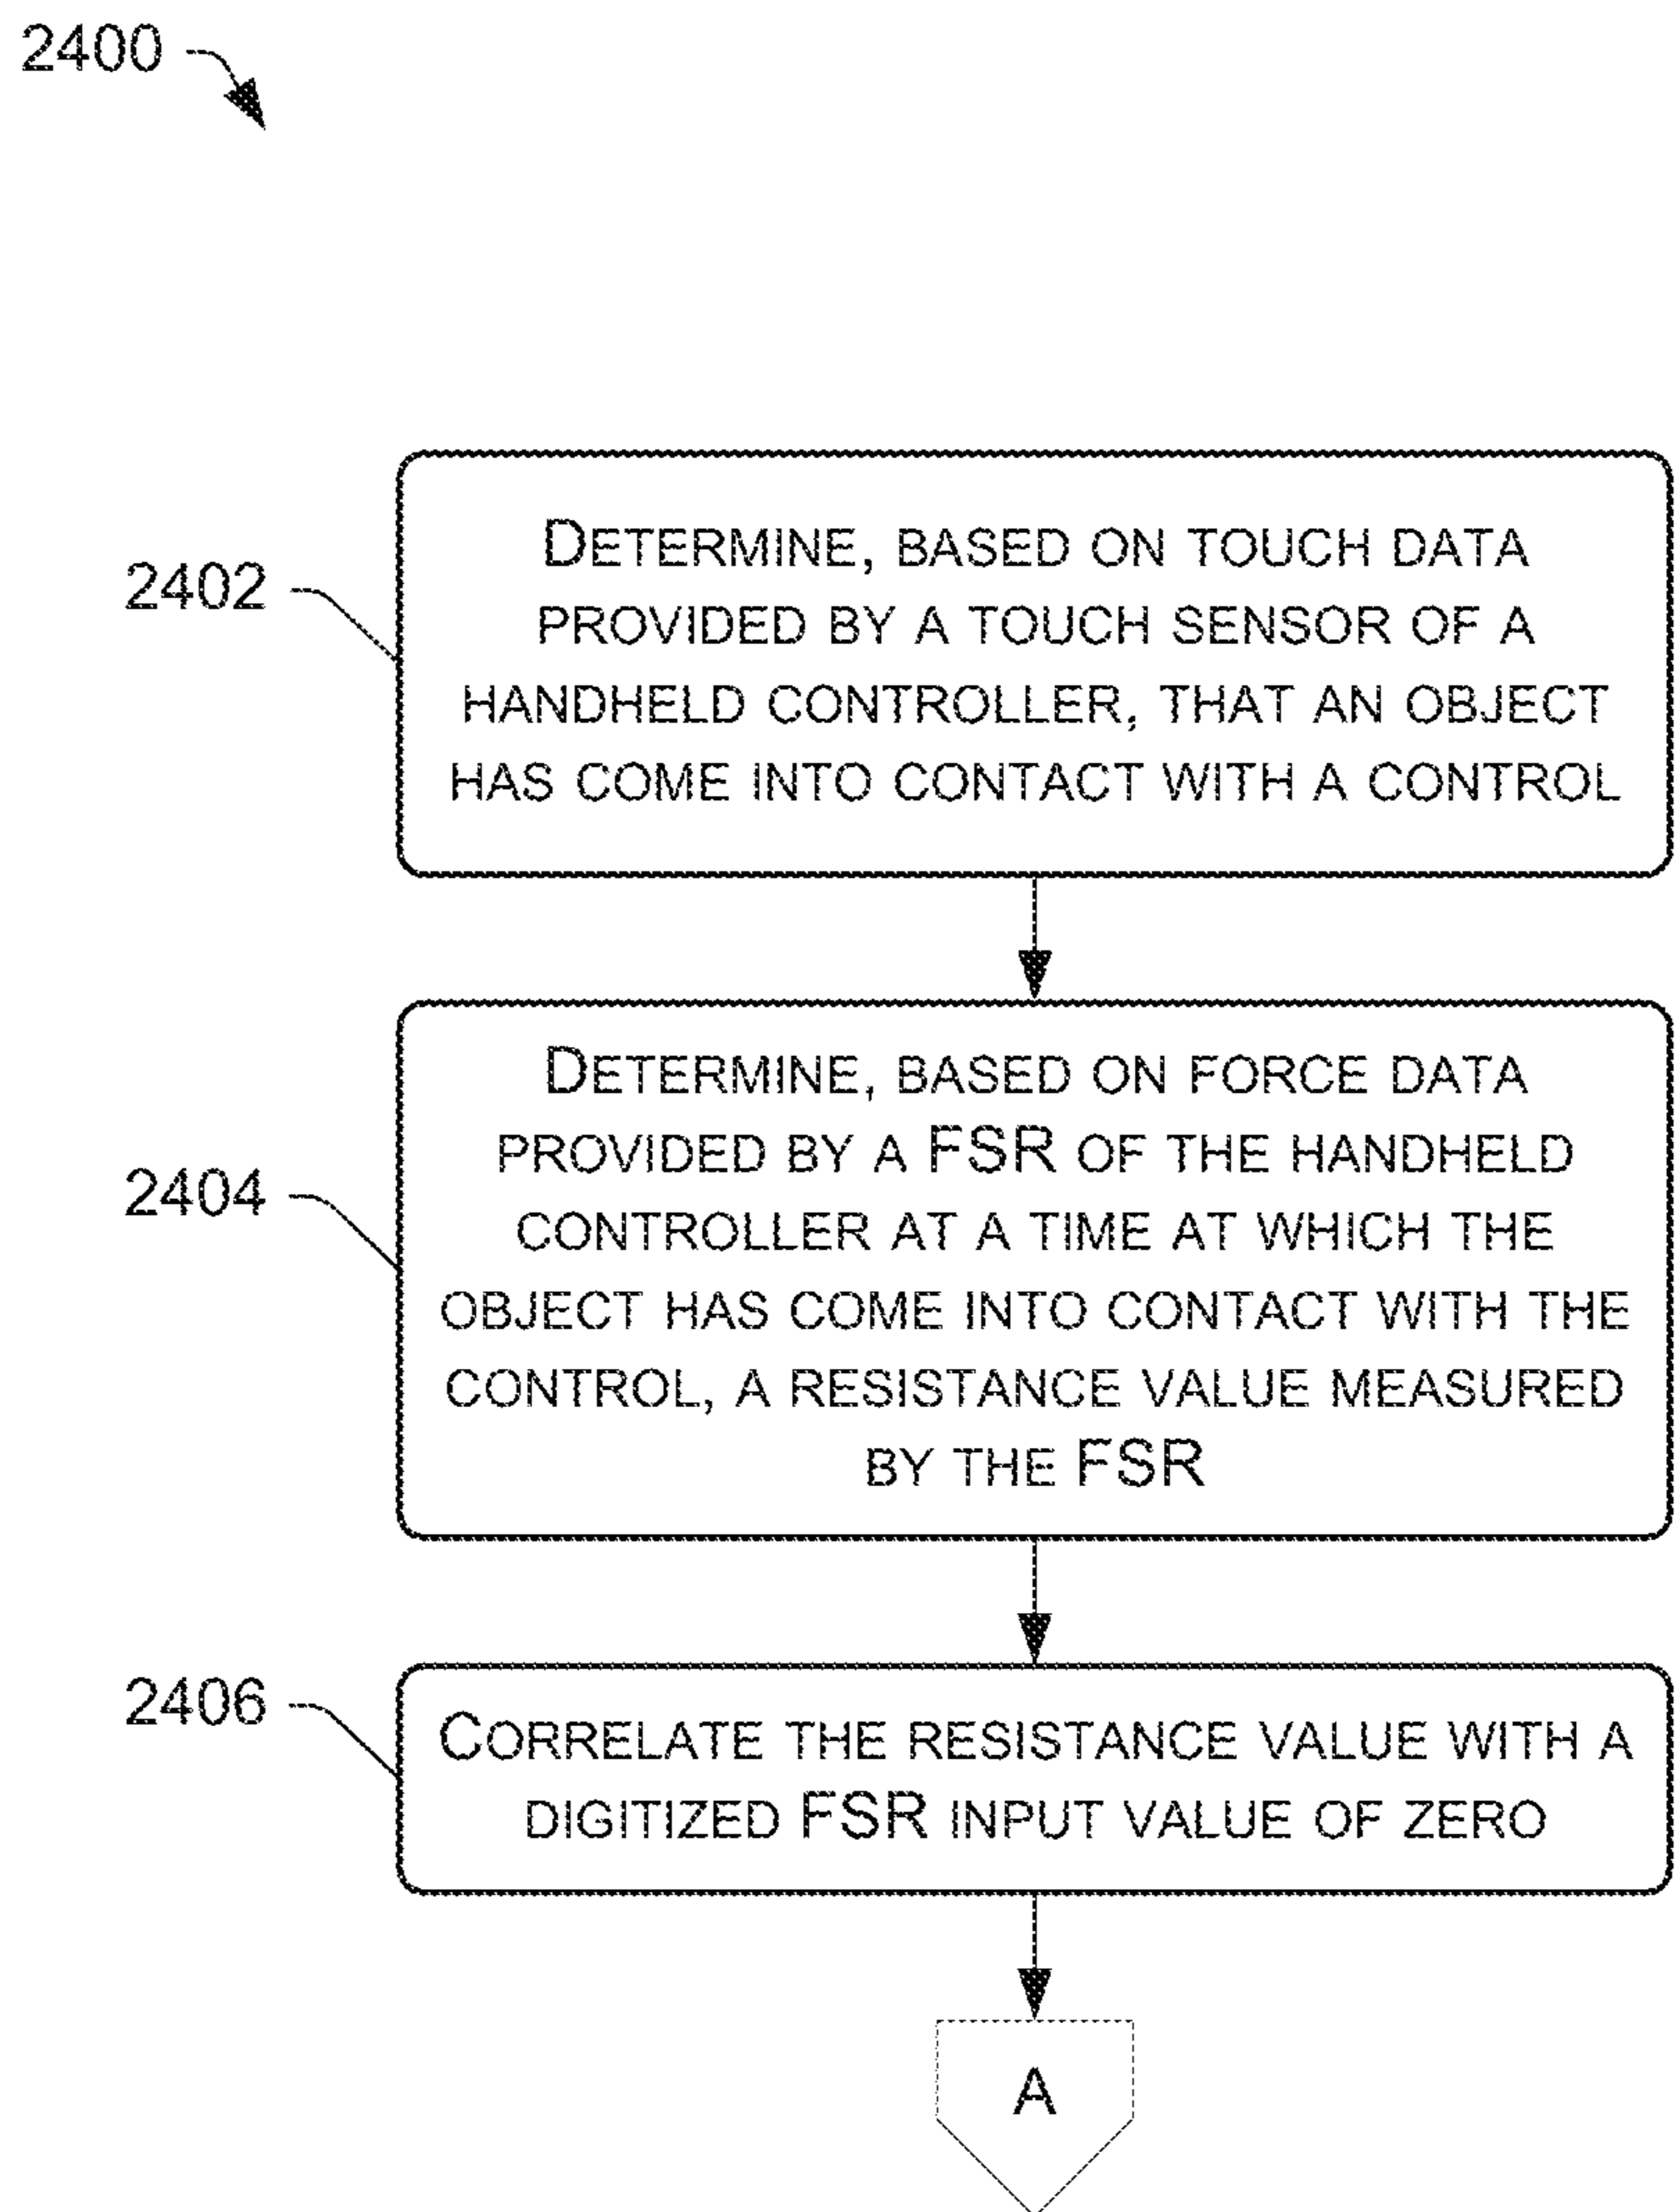 2400
2402
DETERMINE, BASED ON TOUCH DATA
PROVIDED BY A TOUCH SENSOR OF A
HANDHELD CONTROLLER, THAT AN OBJECT
HAS COME INTO CONTACT WITH A CONTROL
2404
DETERMINE, BASED ON FORCE DATA
PROVIDED BY A FSR OF THE HANDHELD
CONTROLLER AT A TIME AT WHICH THE
OBJECT HAS COME INTO CONTACT WITH THE
CONTROL, A RESISTANCE VALUE MEASURED
BY THE FSR
2406
CORRELATE THE RESISTANCE VALUE WITH A
DIGITIZED FSR INPUT VALUE OF ZERO
A